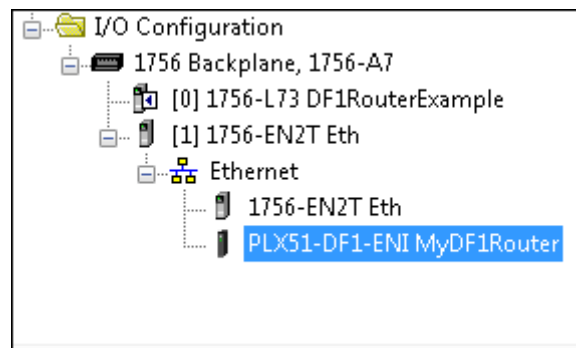 I/O Configuration
1756 Backplane, 1756-A7
[0] 1756-L73 DF1RouterExample
[1] 1756-EN2T Eth
Ethernet
1756-EN2T Eth
PLX51-DF1-ENI MyDF1Router